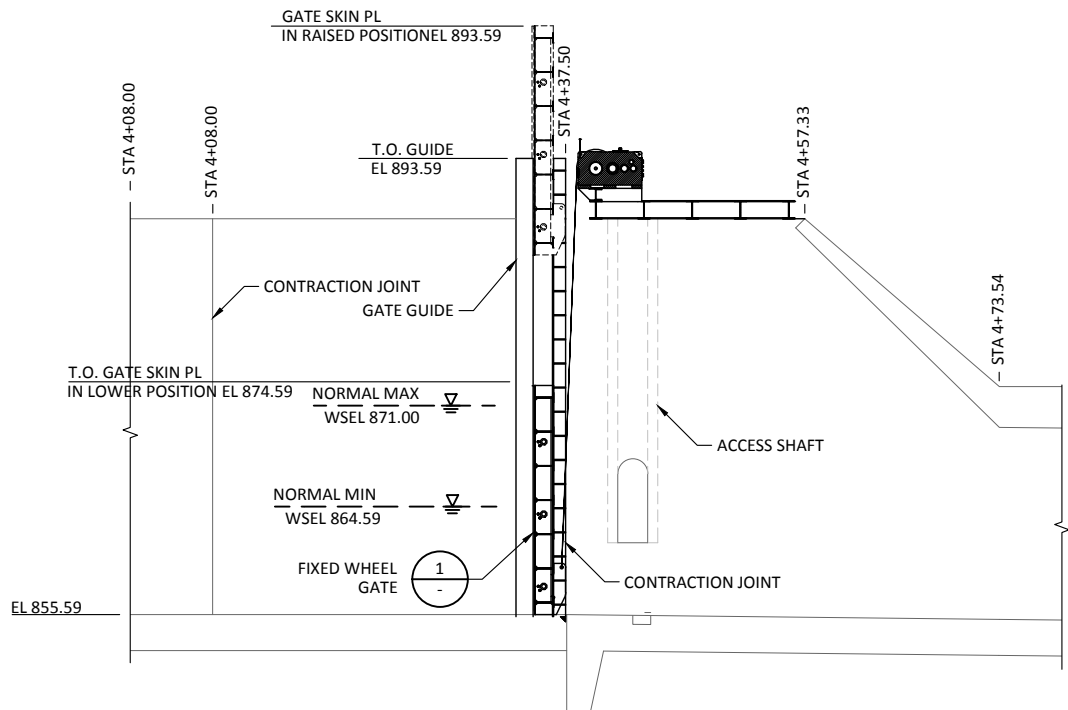 GATE SKIN PL
IN RAISED POSITIONEL 893.59
STA 4+08.00
STA 4+08.00
STA 4+37.50
STA 4+57.33
T.O. GUIDE
EL 893.59
CONTRACTION JOINT
GATE GUIDE
STA 4+73.54
T.O. GATE SKIN PL
IN LOWER POSITION EL 874.59
NORMAL MAX
WSEL 871.00
ACCESS SHAFT
NORMAL MIN
WSEL 864.59
FIXED WHEEL
GATE
1
-
CONTRACTION JOINT
EL 855.59